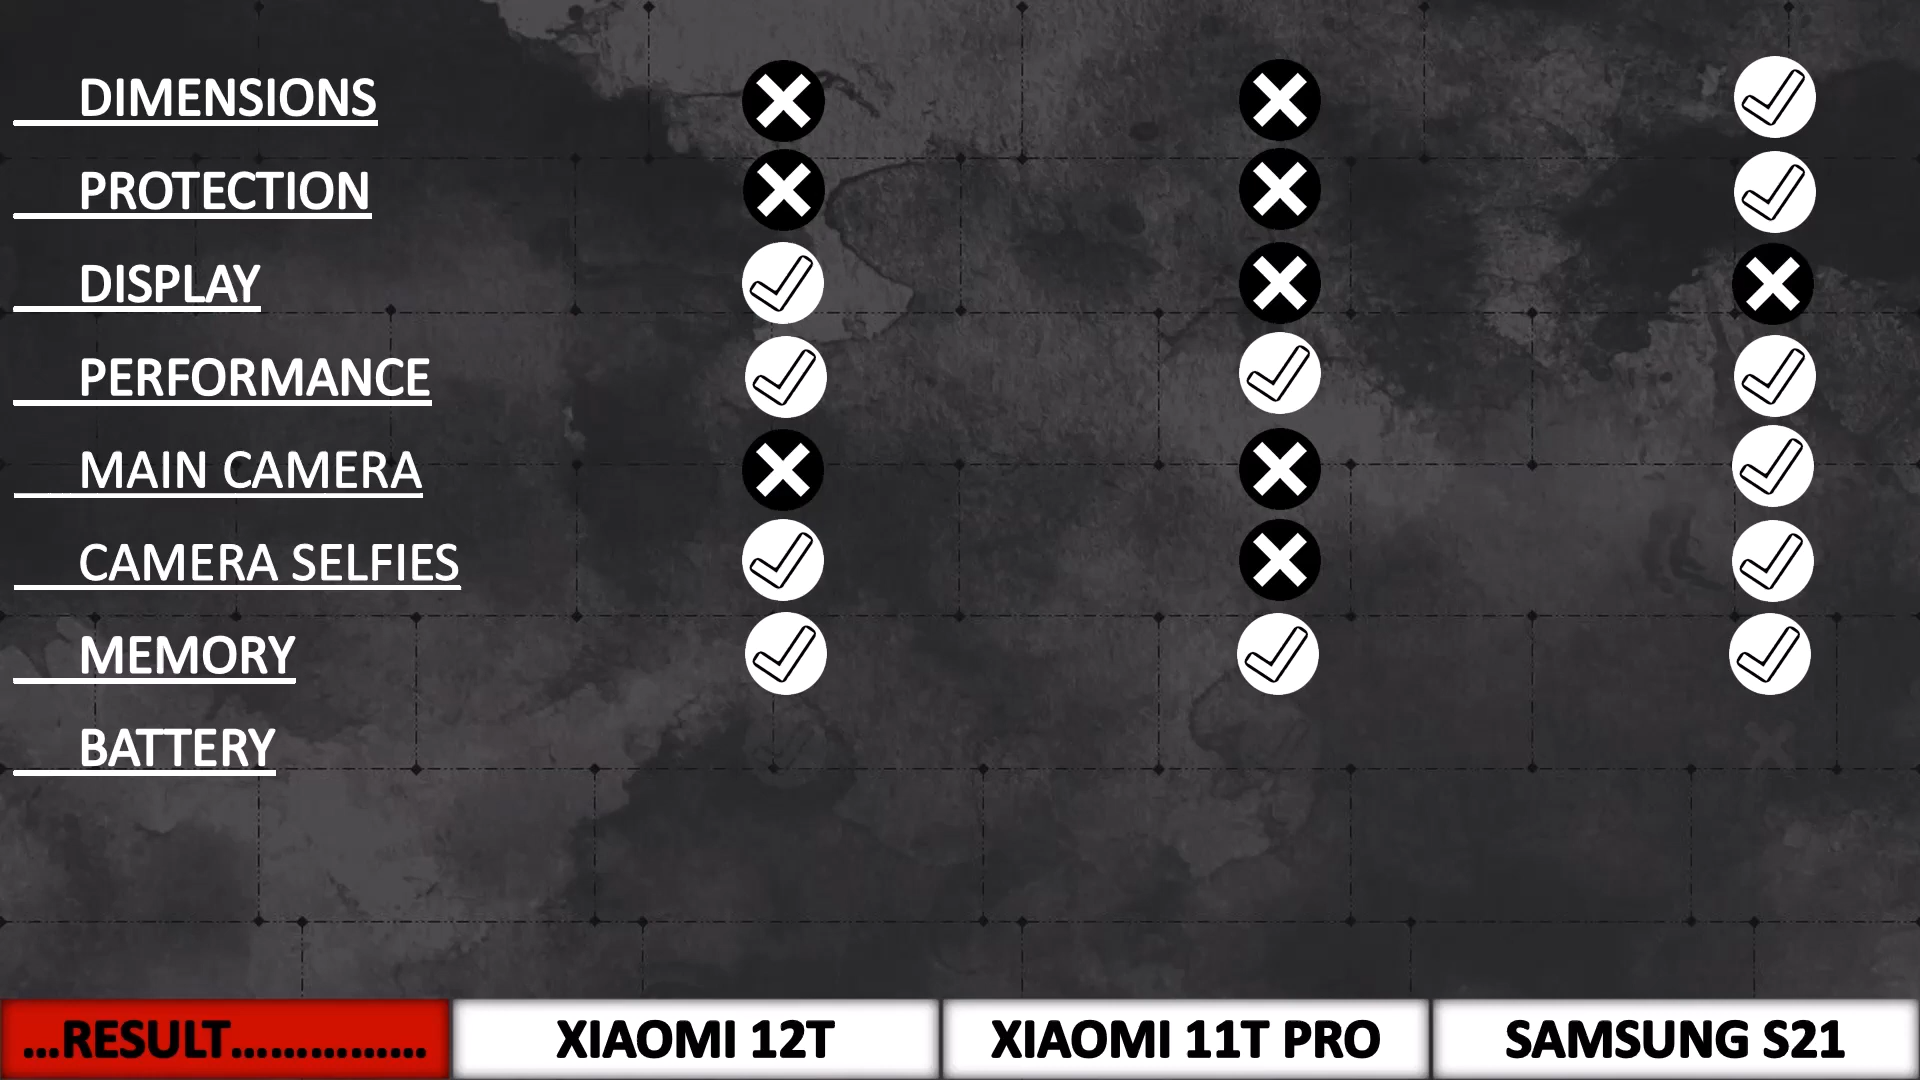 DIMENSIONS
PROTECTION
DISPLAY
PERFORMANCE
MAIN CAMERA
CAMERA SELFIES
MEMORY
BATTERY
...RESULT............... XIAOMI 12T XIAOMI 11T PRO SAMSUNG S21